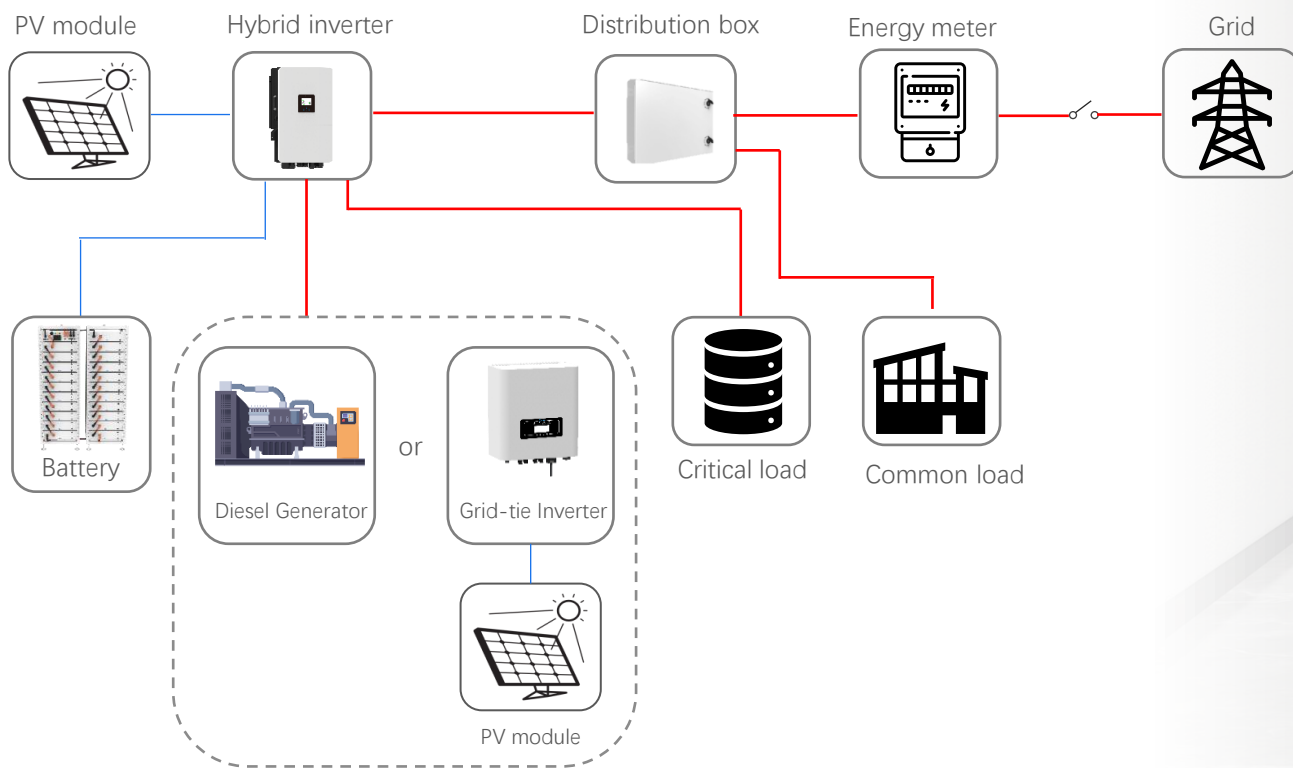 PV module
Hybrid inverter
Distribution box
Energy meter
Grid
Battery
Diesel Generator
or
Grid-tie Inverter
Critical load
Common load
PV module